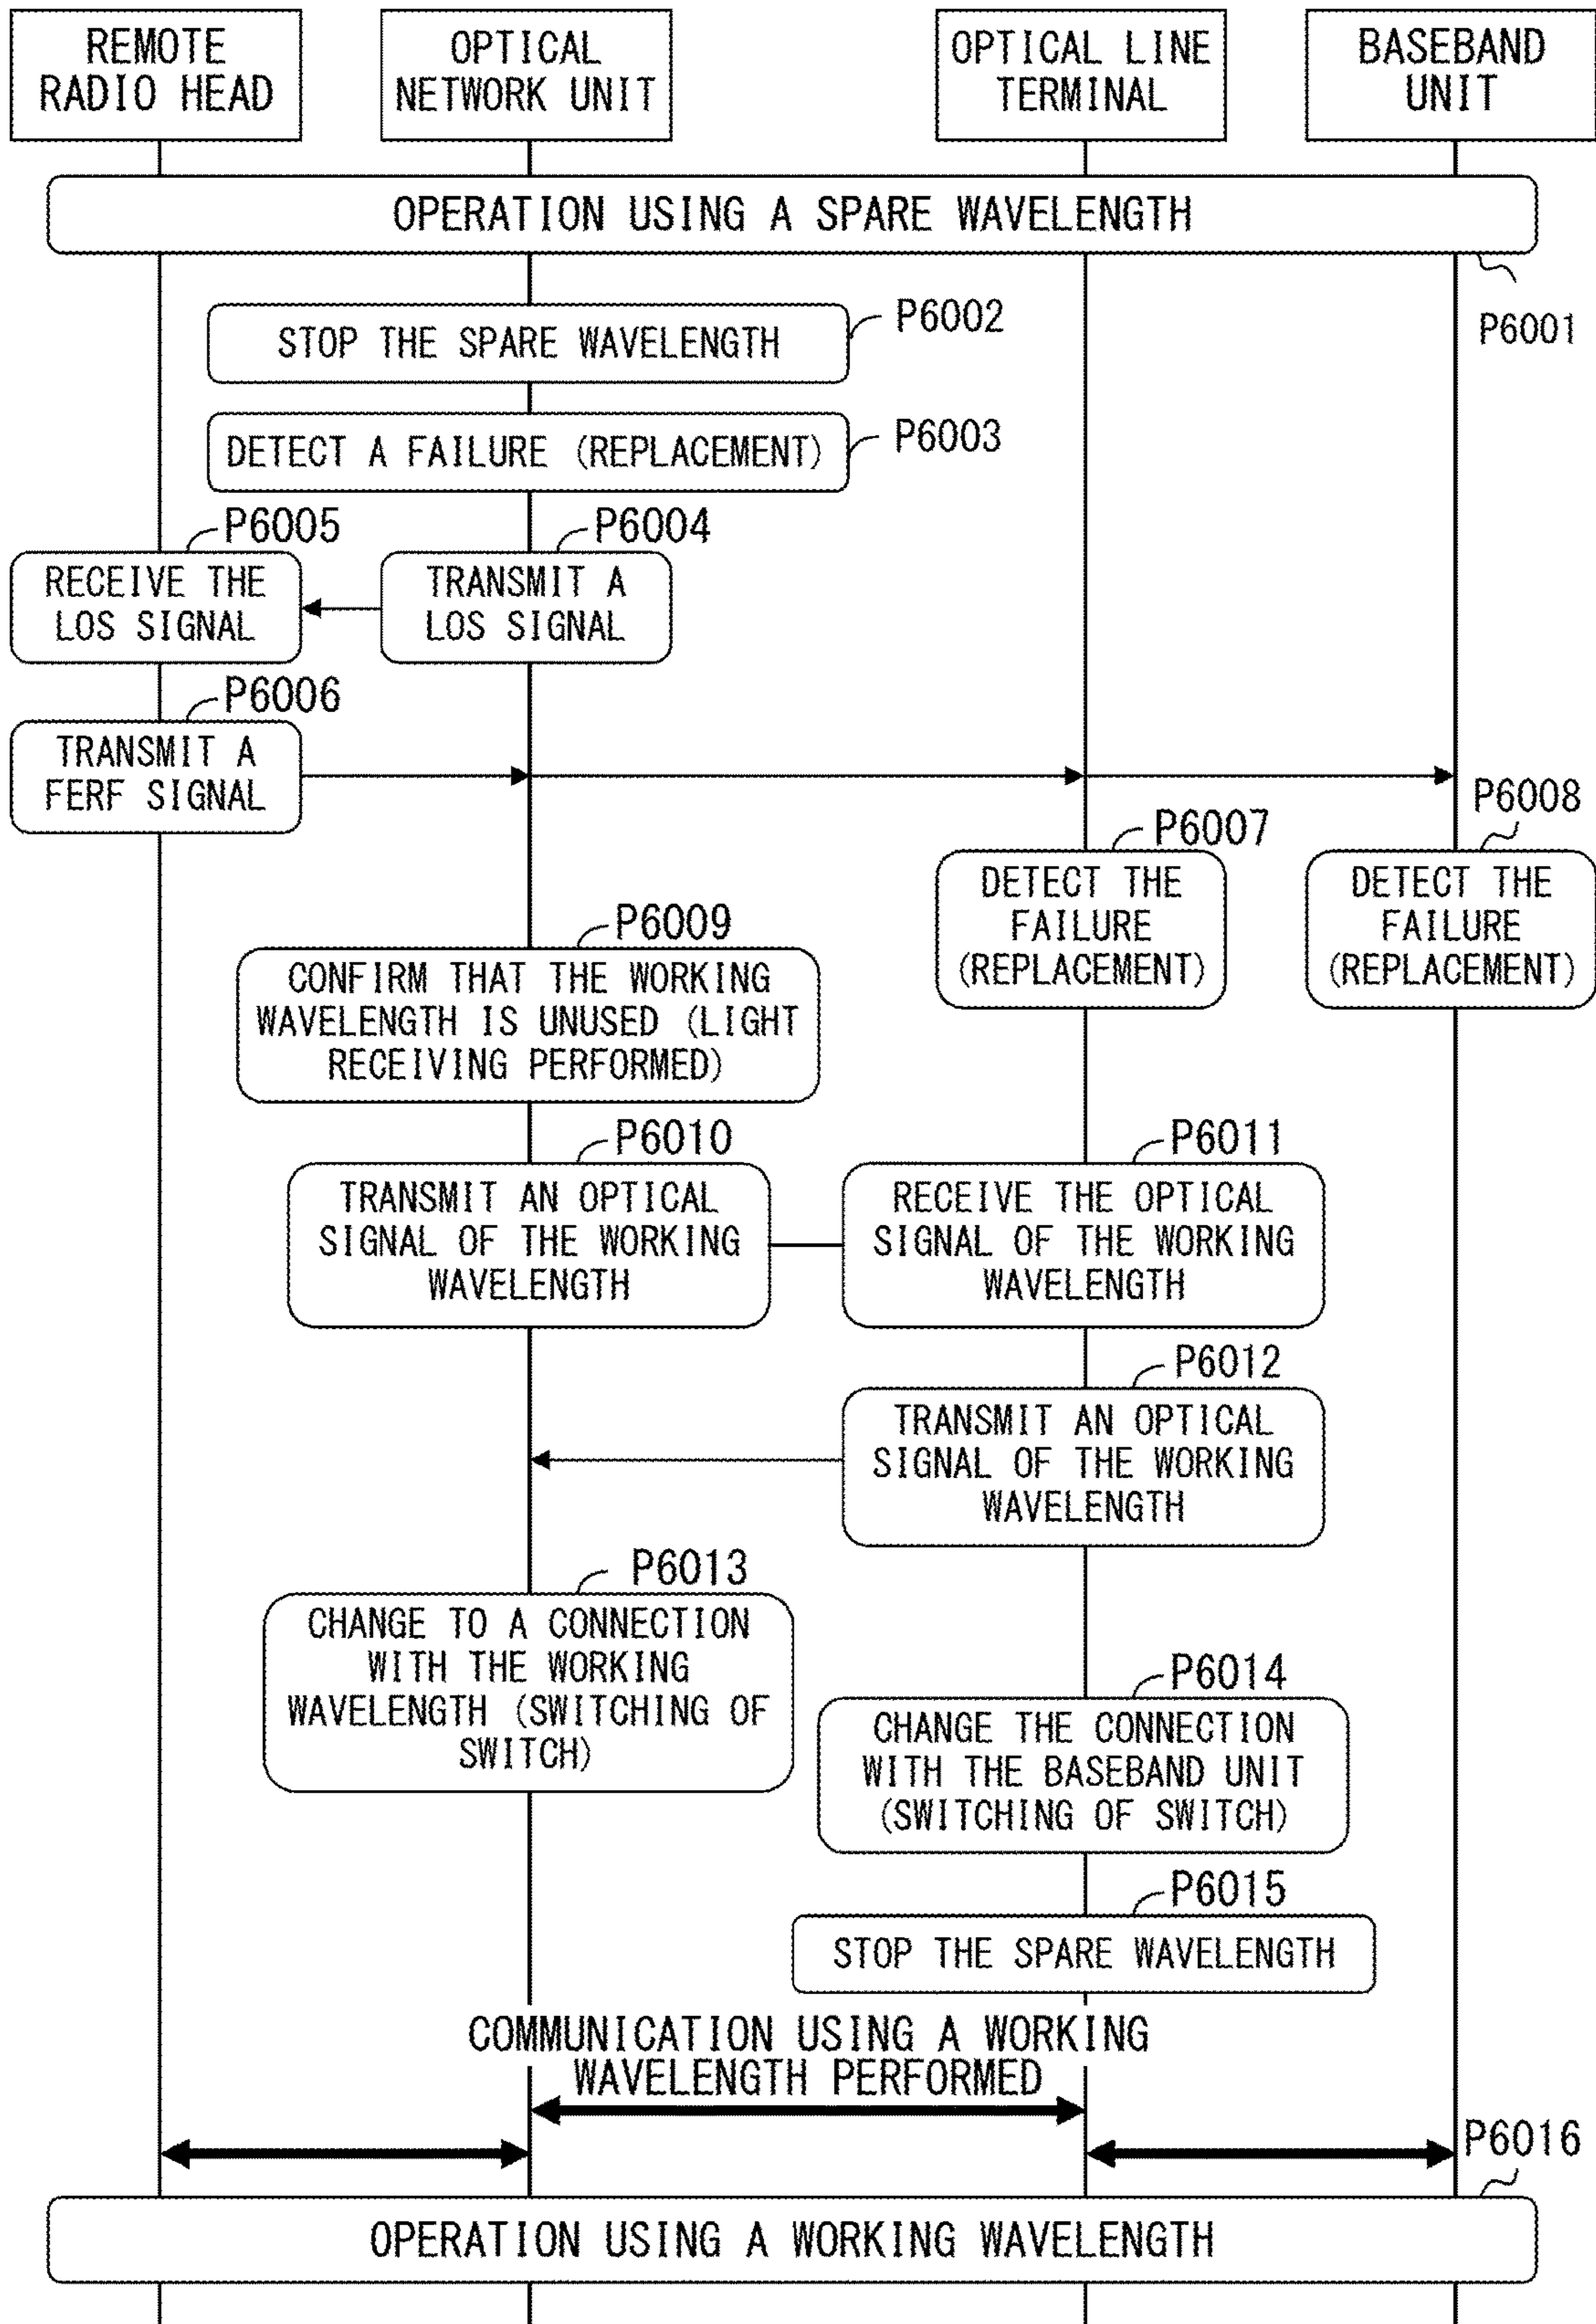 REMOTE
RADIO HEAD
OPTICAL
NETWORK UNIT
OPTICAL LINE
TERMINAL
BASEBAND
UNIT
OPERATION USING A SPARE WAVELENGTH
P6001
STOP THE SPARE WAVELENGTH
P6002
DETECT A FAILURE (REPLACEMENT)
P6003
P6005
RECEIVE THE
LOS SIGNAL
P6004
TRANSMIT A
LOS SIGNAL
P6006
TRANSMIT A
FERF SIGNAL
P6007
DETECT THE
FAILURE
(REPLACEMENT)
P6008
DETECT THE
FAILURE
(REPLACEMENT)
P6009
CONFIRM THAT THE WORKING
WAVELENGTH IS UNUSED (LIGHT
RECEIVING PERFORMED)
P6010
TRANSMIT AN OPTICAL
SIGNAL OF THE WORKING
WAVELENGTH
P6011
RECEIVE THE OPTICAL
SIGNAL OF THE WORKING
WAVELENGTH
P6012
TRANSMIT AN OPTICAL
SIGNAL OF THE WORKING
WAVELENGTH
P6013
CHANGE TO A CONNECTION
WITH THE WORKING
WAVELENGTH (SWITCHING OF
SWITCH)
P6014
CHANGE THE CONNECTION
WITH THE BASEBAND UNIT
(SWITCHING OF SWITCH)
P6015
STOP THE SPARE WAVELENGTH
COMMUNICATION USING A WORKING
WAVELENGTH PERFORMED
P6016
OPERATION USING A WORKING WAVELENGTH